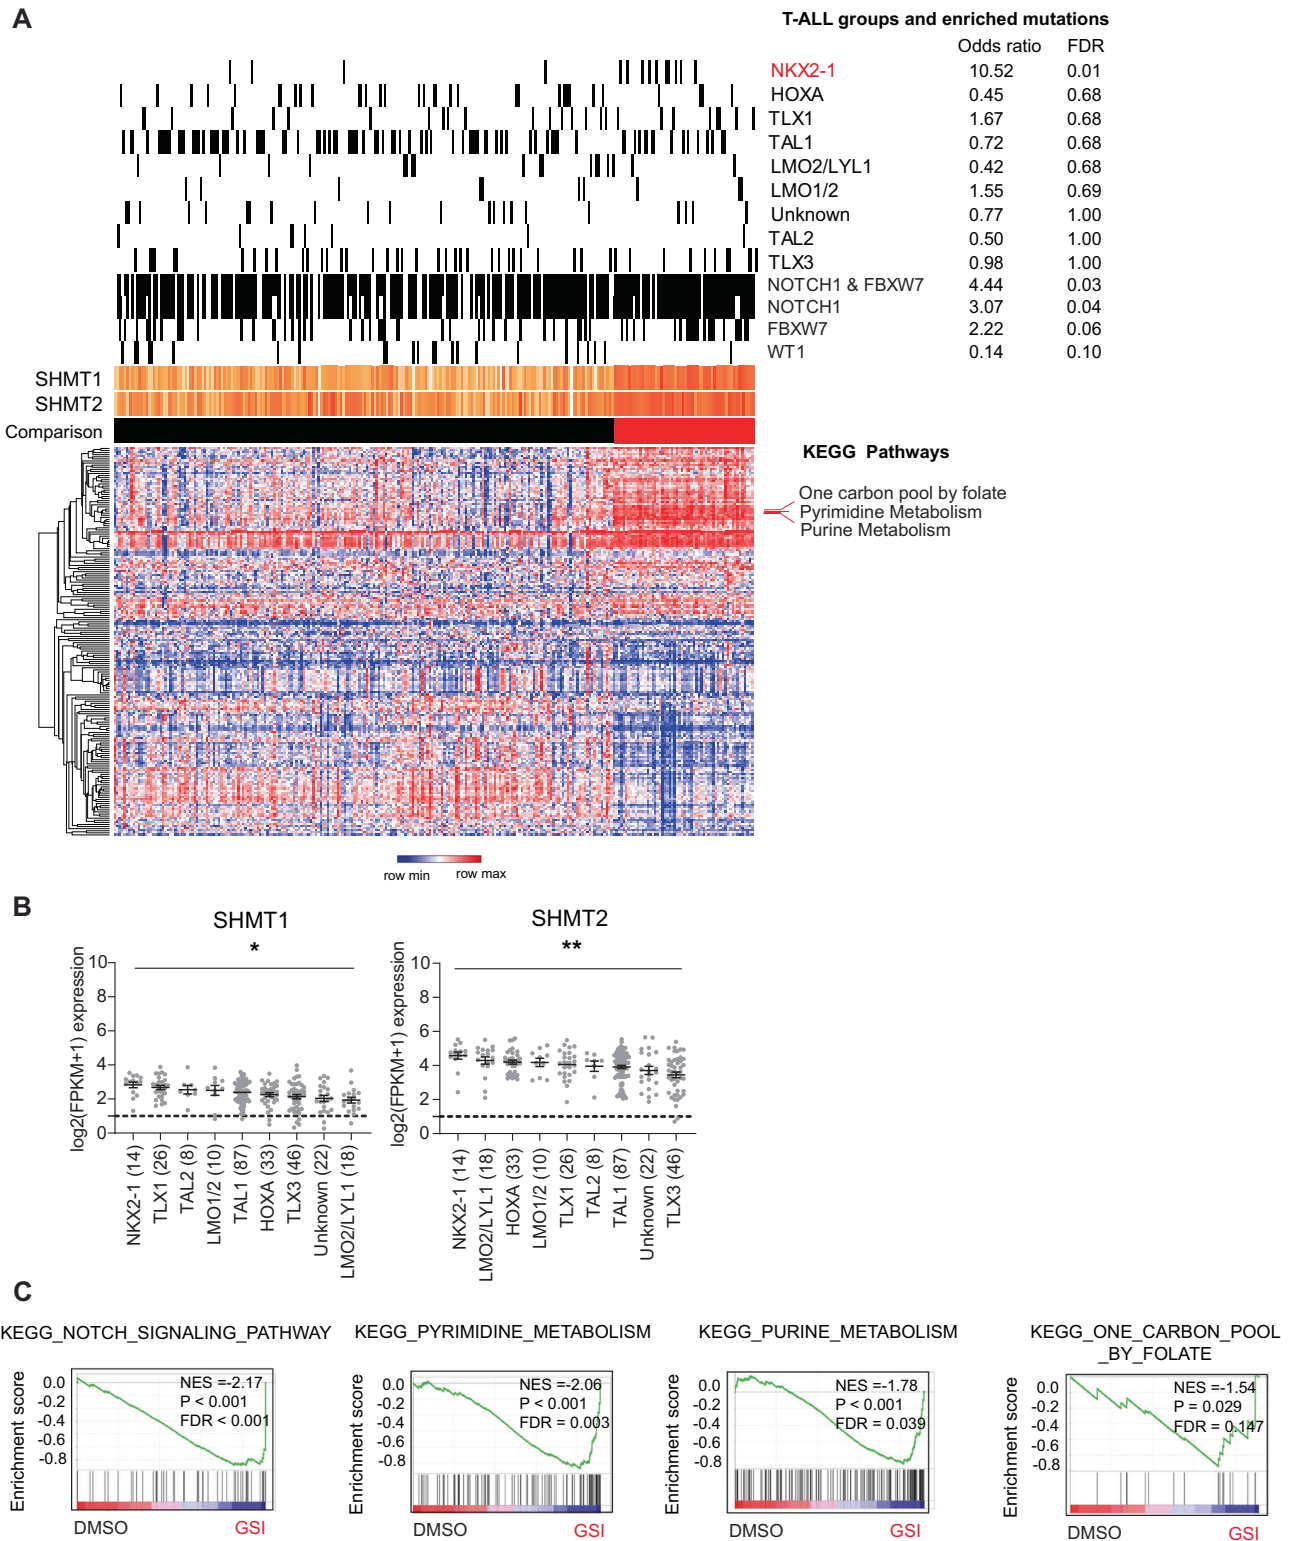 A
T-ALL groups and enriched mutations
Odds ratio FDR
NKX2-1 10.52 0.01
HOXA 0.45 0.68
TLX1 1.67 0.68
TAL1 0.72 0.68
LMO2/LYL1 0.42 0.68
LMO1/2 1.55 0.69
Unknown 0.77 1.00
TAL2 0.50 1.00
TLX3 0.98 1.00
NOTCH1 & FBXW7 4.44 0.03
NOTCH1 3.07 0.04
FBXW7 2.22 0.06
WT1 0.14 0.10
SHMT1
SHMT2
Comparison
KEGG Pathways
One carbon pool by folate
Pyrimidine Metabolism
Purine Metabolism
row min row max
B
SHMT1
*
log2(FPKM+1) expression
10
8
6
4
2
0
NKX2-1 (14)
TLX1 (26)
TAL2 (8)
LMO1/2 (10)
TAL1 (87)
HOXA (33)
TLX3 (46)
Unknown (22)
LMO2/LYL1 (18)
SHMT2
**
log2(FPKM+1) expression
10
8
6
4
2
0
NKX2-1 (14)
LMO2/LYL1 (18)
HOXA (33)
LMO1/2 (10)
TLX1 (26)
TAL2 (8)
TAL1 (87)
Unknown (22)
TLX3 (46)
C
KEGG_NOTCH_SIGNALING_PATHWAY
Enrichment score
0.0
-0.2
-0.4
-0.6
-0.8
NES =-2.17
P < 0.001
FDR < 0.001
DMSO GSI
KEGG_PYRIMIDINE_METABOLISM
Enrichment score
0.0
-0.2
-0.4
-0.6
-0.8
NES =-2.06
P < 0.001
FDR = 0.003
DMSO GSI
KEGG_PURINE_METABOLISM
Enrichment score
0.0
-0.2
-0.4
-0.6
-0.8
NES =-1.78
P < 0.001
FDR = 0.039
DMSO GSI
KEGG_ONE_CARBON_POOL
_BY_FOLATE
Enrichment score
0.0
-0.2
-0.4
-0.6
-0.8
NES =-1.54
P = 0.029
FDR = 0.147
DMSO GSI